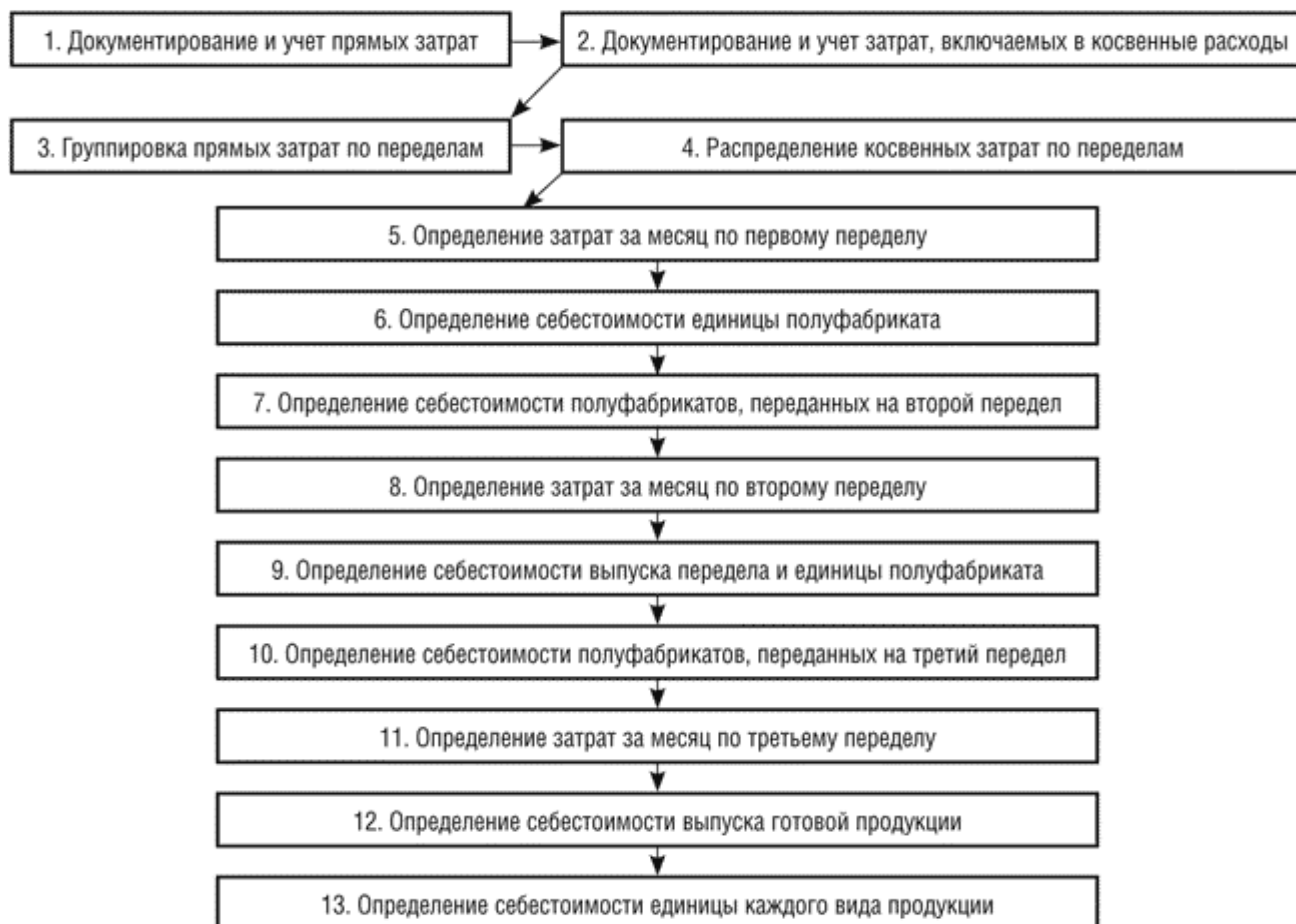 1. Документирование и учет прямых затрат
2. Документирование и учет затрат, включаемых в косвенные расходы
3. Группировка прямых затрат по переделам
4. Распределение косвенных затрат по переделам
5. Определение затрат за месяц по первому переделу
6. Определение себестоимости единицы полуфабриката
7. Определение себестоимости полуфабрикатов, переданных на второй передел
8. Определение затрат за месяц по второму переделу
9. Определение себестоимости выпуска передела и единицы полуфабриката
10. Определение себестоимости полуфабрикатов, переданных на третий передел
11. Определение затрат за месяц по третьему переделу
12. Определение себестоимости выпуска готовой продукции
13. Определение себестоимости единицы каждого вида продукции